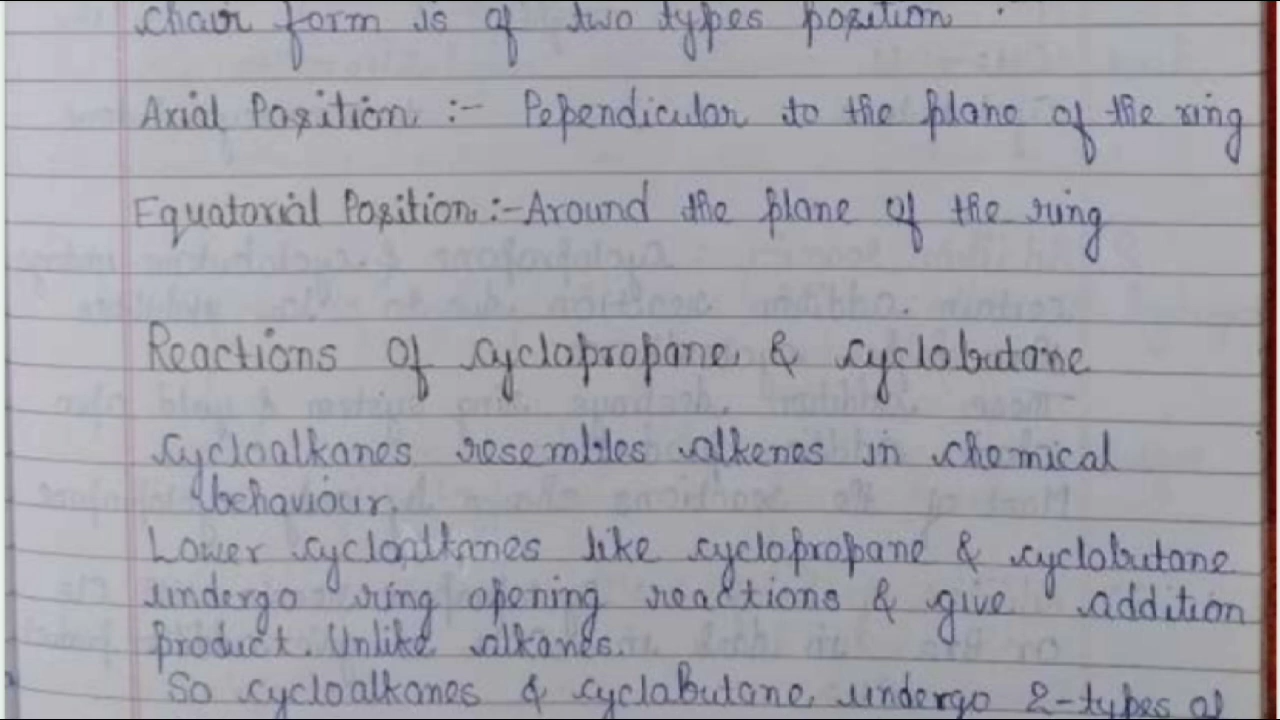 chair form is of two types position :-
Axial Position :- Pependicular to the plane of the ring
Equatorial Position :- Around the plane of the ring
Reactions of cyclopropane & cyclobutane
Cycloalkanes resembles alkenes in chemical
behaviour.
Lower cycloalkanes like cyclopropane & cyclobutane
undergo ring opening reactions & give addition
product. Unlike alkanes.
So cycloalkanes & cyclobutane undergo 2-types of